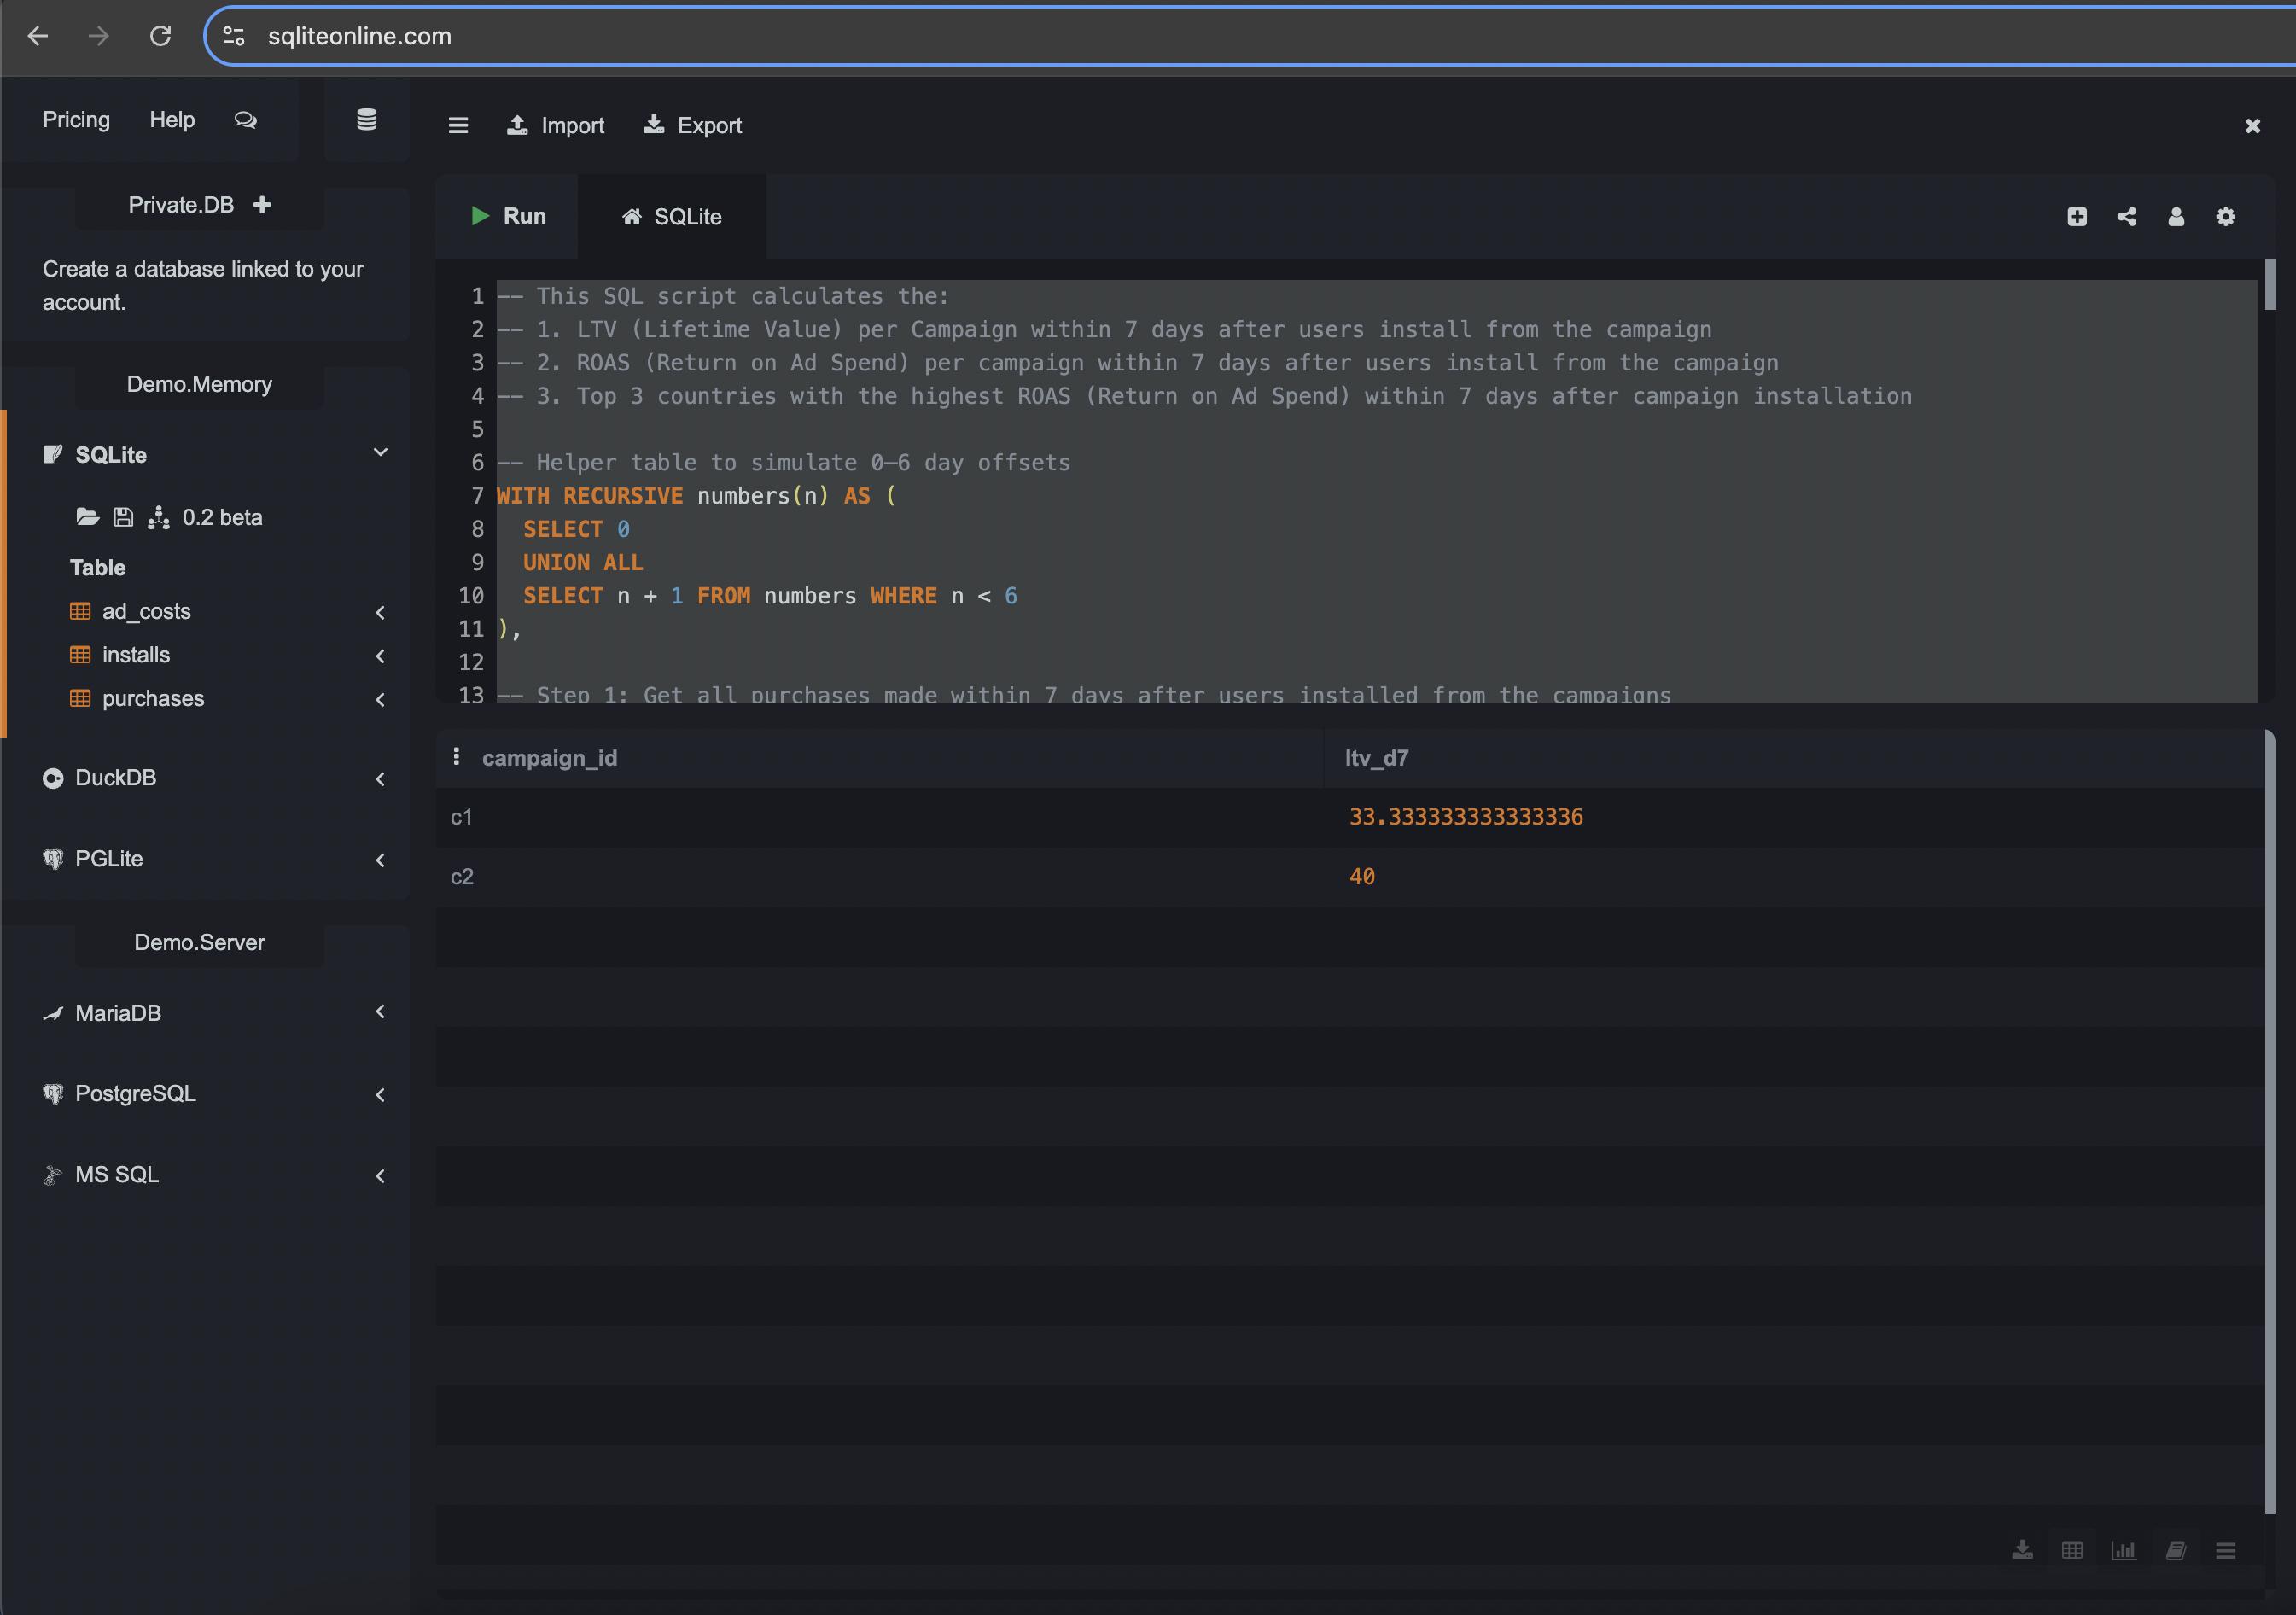 sqliteonline.com
Pricing Help
Import Export
Private.DB
Create a database linked to your
account.
Demo.Memory
SQLite
0.2 beta
Table
ad_costs
installs
purchases
DuckDB
PGLite
Demo.Server
MariaDB
PostgreSQL
MS SQL
Run SQLite
1 -- This SQL script calculates the:
2 -- 1. LTV (Lifetime Value) per Campaign within 7 days after users install from the campaign
3 -- 2. ROAS (Return on Ad Spend) per campaign within 7 days after users install from the campaign
4 -- 3. Top 3 countries with the highest ROAS (Return on Ad Spend) within 7 days after campaign installation
5
6 -- Helper table to simulate 0–6 day offsets
7 WITH RECURSIVE numbers(n) AS (
8 SELECT 0
9 UNION ALL
10 SELECT n + 1 FROM numbers WHERE n < 6
11 ),
12
13 -- Step 1: Get all purchases made within 7 days after users installed from the campaigns
campaign_id ltv_d7
c1 33.333333333333336
c2 40